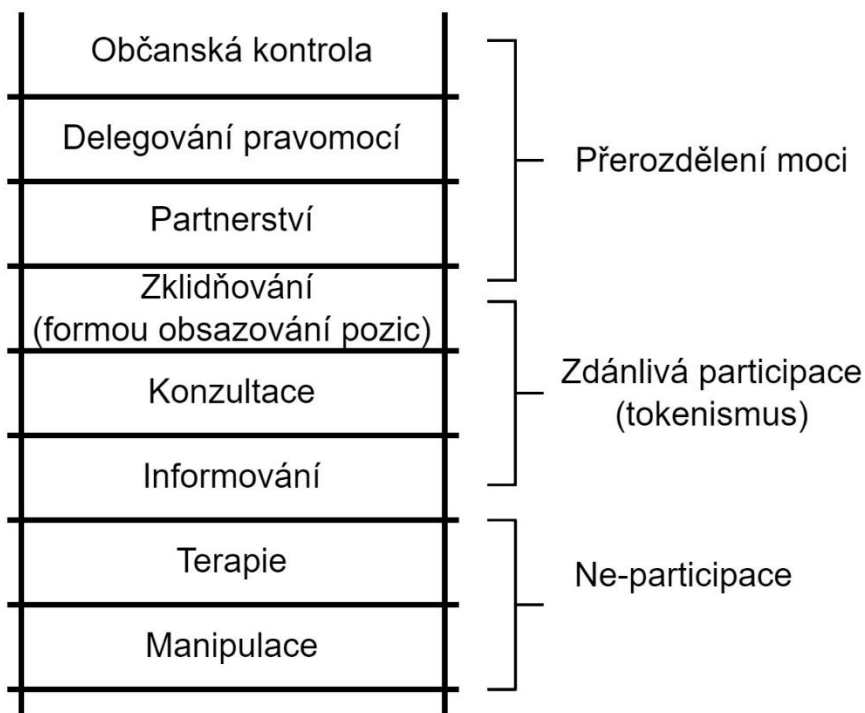 Občanská kontrola
Delegování pravomocí
Partnerství
Zklidňování
(formou obsazování pozic)
Konzultace
Informování
Terapie
Manipulace
Přerozdělení moci
Zdánlivá participace
(tokenismus)
Ne-participace